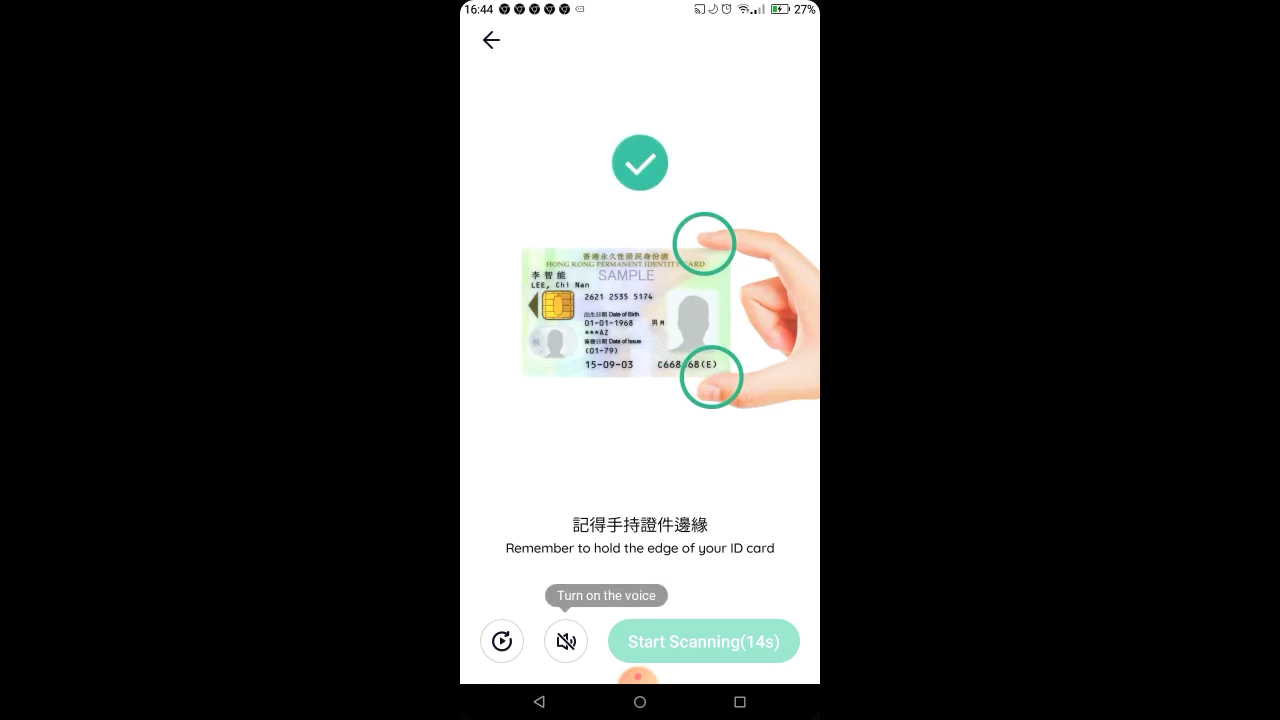 16:44
27%
香港永久性居民身份證
HONG KONG PERMANENT IDENTITY CARD
李智能
SAMPLE
LEE, Chi Nan
2621 2535 5174
出生日期 Date of Birth
01-01-1968 男 M
***AZ
簽發日期 Date of Issue
(01-79)
15-09-03 C668668(E)
記得手持證件邊緣
Remember to hold the edge of your ID card
Turn on the voice
Start Scanning(14s)